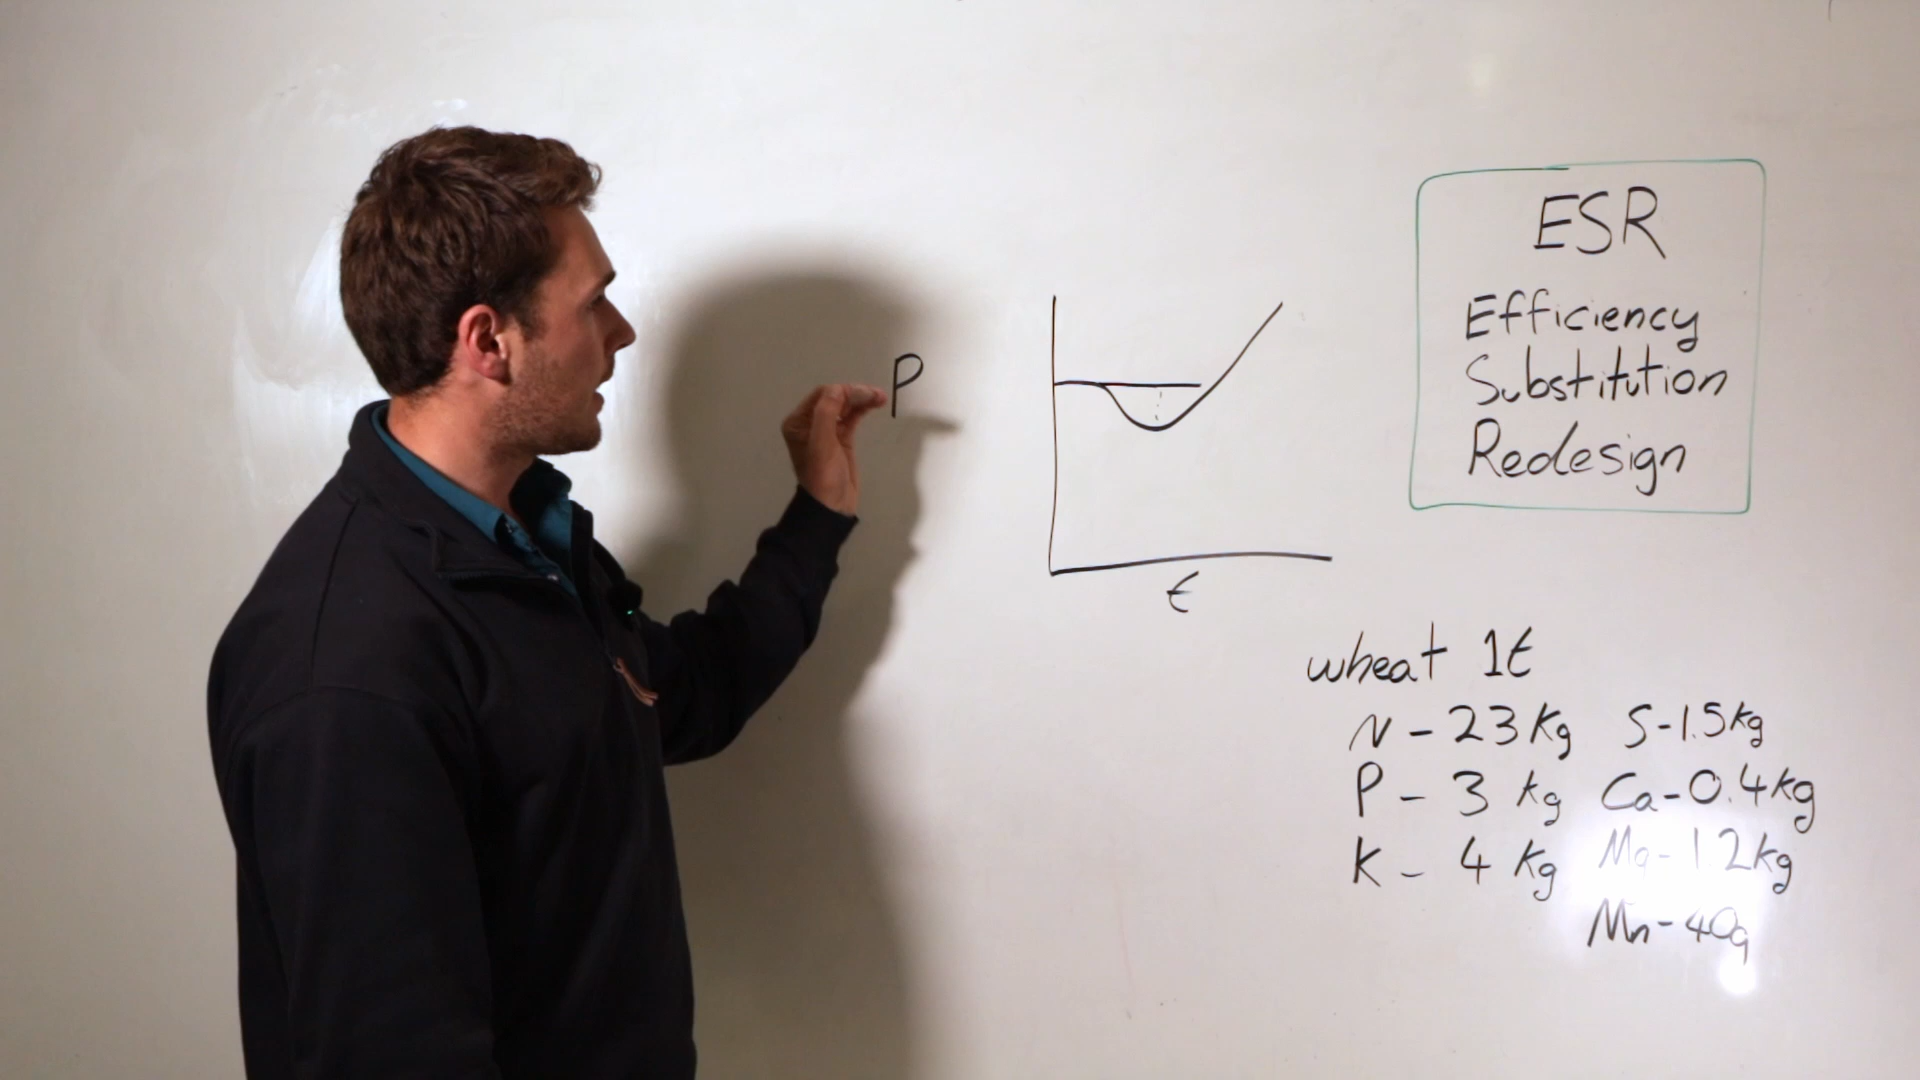 P
t
ESR
Efficiency
Substitution
Redesign
wheat 1t
N - 23 kg S - 1.5 kg
P - 3 kg Ca - 0.4 kg
K - 4 kg Mg - 1.2 kg
Mn - 40g